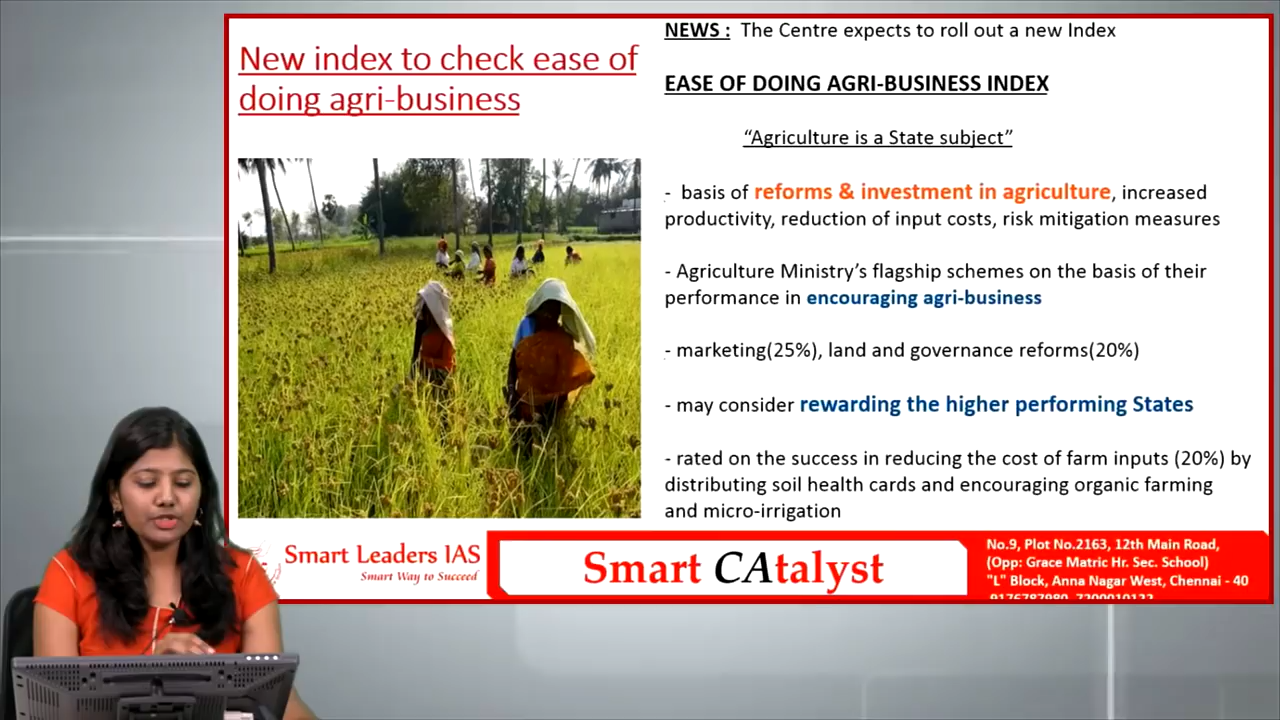 New index to check ease of
doing agri-business
NEWS :  The Centre expects to roll out a new Index
EASE OF DOING AGRI-BUSINESS INDEX
“Agriculture is a State subject”
-  basis of reforms & investment in agriculture, increased
productivity, reduction of input costs, risk mitigation measures
- Agriculture Ministry’s flagship schemes on the basis of their
performance in encouraging agri-business
- marketing(25%), land and governance reforms(20%)
- may consider rewarding the higher performing States
- rated on the success in reducing the cost of farm inputs (20%) by
distributing soil health cards and encouraging organic farming
and micro-irrigation
Smart Leaders IAS
Smart Way to Succeed
Smart CAtalyst
No.9, Plot No.2163, 12th Main Road,
(Opp: Grace Matric Hr. Sec. School)
"L" Block, Anna Nagar West, Chennai - 40